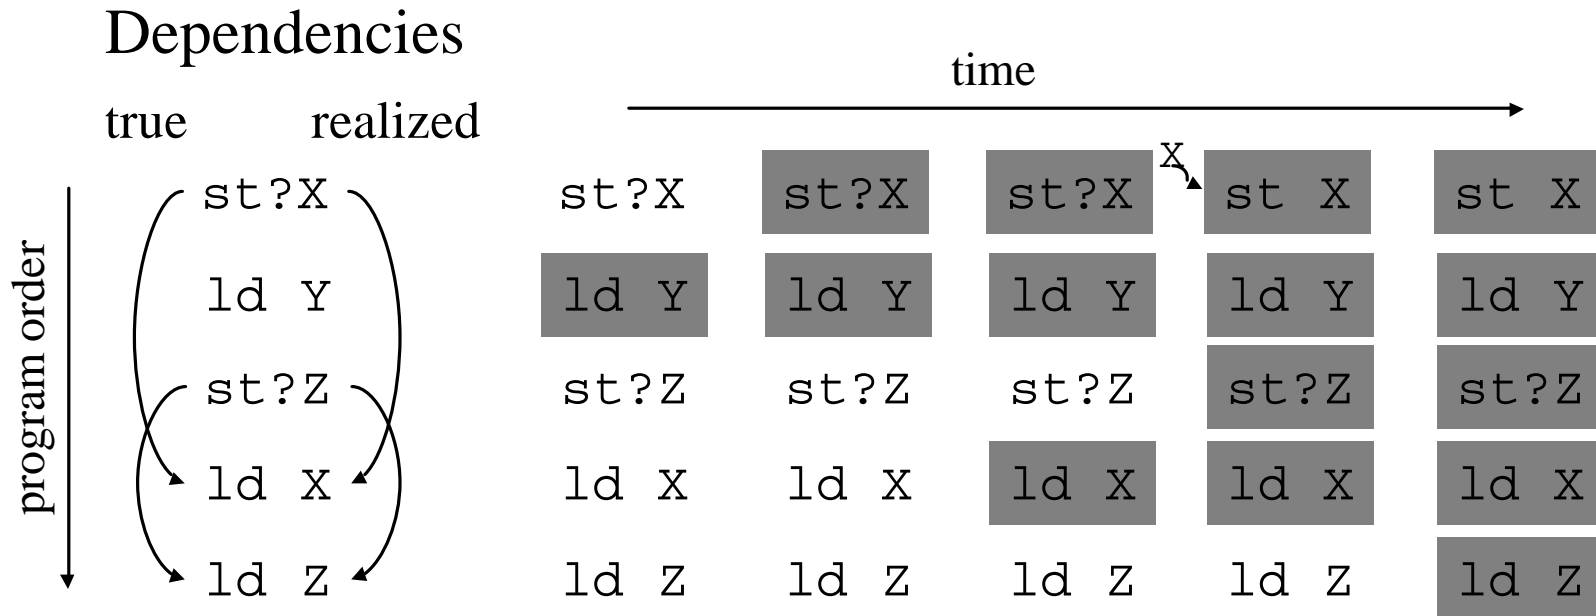 Dependencies
time
true realized
X
st?X st?X st?X st?X st X st X
ld Y ld Y ld Y ld Y ld Y ld Y
st?Z st?Z st?Z st?Z st?Z st?Z
ld X ld X ld X ld X ld X ld X
ld Z ld Z ld Z ld Z ld Z ld Z
program order